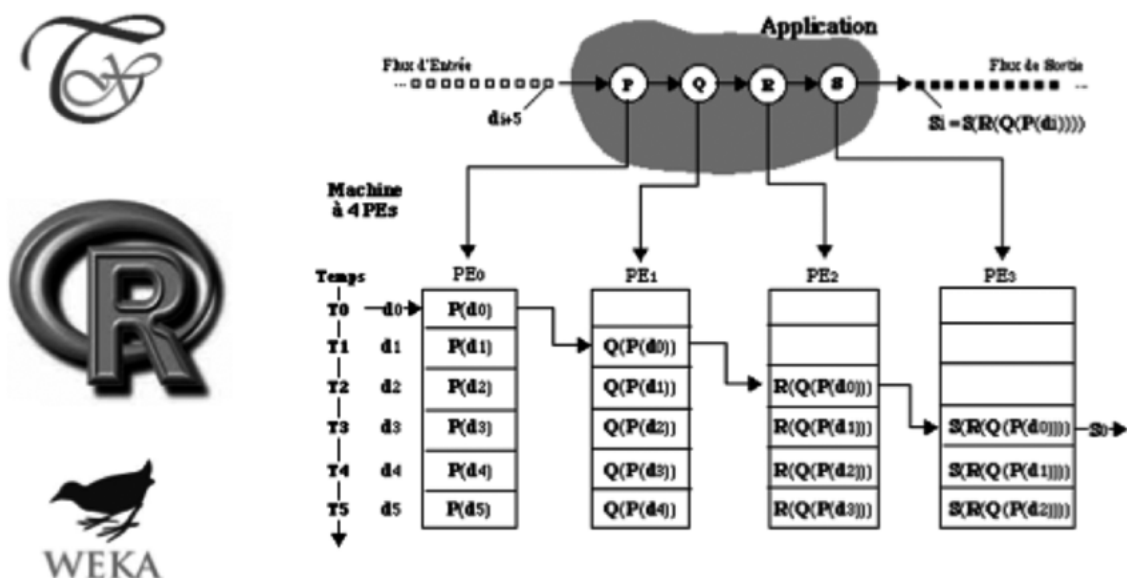 TeX
R
WEKA
Application
Flux d'Entrée
... 
P Q R S
Flux de Sortie
...
di+5
Si = S(R(Q(P(di))))
Machine
à 4 PEs
Temps PE0 PE1 PE2 PE3
T0 d0 P(d0)
T1 d1 P(d1) Q(P(d0))
T2 d2 P(d2) Q(P(d1)) R(Q(P(d0)))
T3 d3 P(d3) Q(P(d2)) R(Q(P(d1))) S(R(Q(P(d0)))) S0
T4 d4 P(d4) Q(P(d3)) R(Q(P(d2))) S(R(Q(P(d1))))
T5 d5 P(d5) Q(P(d4)) R(Q(P(d3))) S(R(Q(P(d2))))